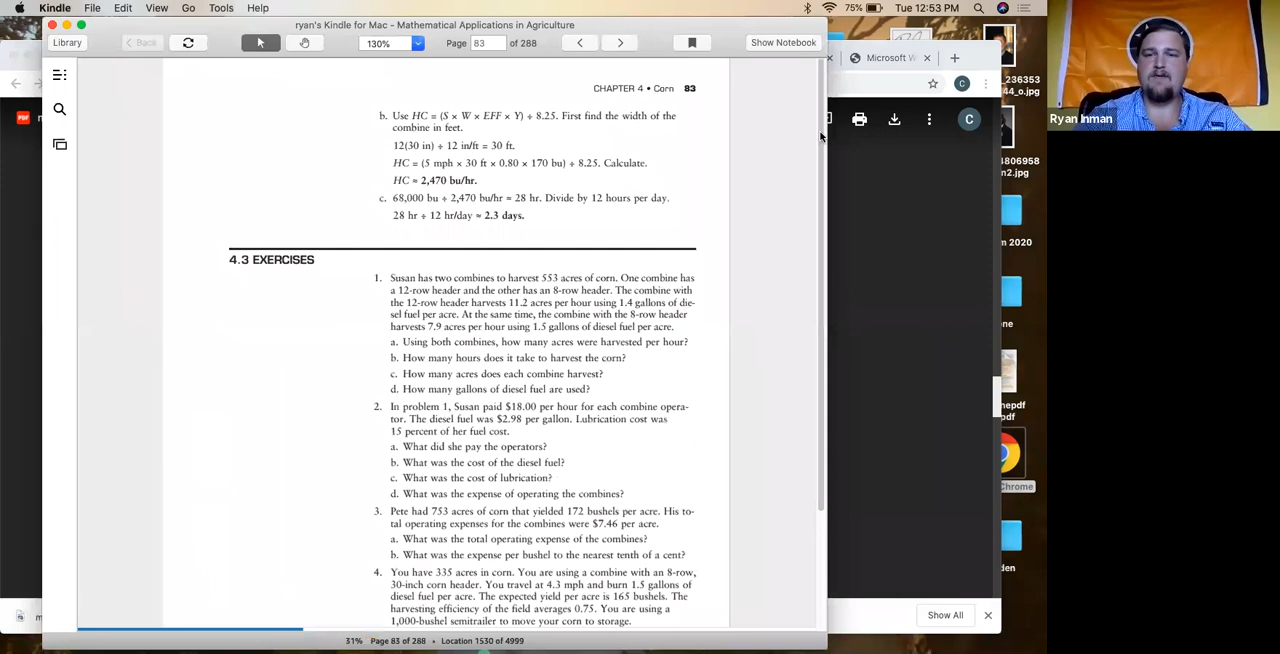 Kindle File Edit View Go Tools Help
75% Tue 12:53 PM
ryan's Kindle for Mac - Mathematical Applications in Agriculture
Library Back 130% Page 83 of 288 Show Notebook
Microsoft W
C
C
PDF
m
CHAPTER 4 • Corn 83
b. Use HC = (S × W × EFF × Y) ÷ 8.25. First find the width of the
combine in feet.
12(30 in) ÷ 12 in/ft = 30 ft.
HC = (5 mph × 30 ft × 0.80 × 170 bu) ÷ 8.25. Calculate.
HC ≈ 2,470 bu/hr.
c. 68,000 bu ÷ 2,470 bu/hr ≈ 28 hr. Divide by 12 hours per day.
28 hr ÷ 12 hr/day ≈ 2.3 days.
4.3 EXERCISES
1. Susan has two combines to harvest 553 acres of corn. One combine has
a 12-row header and the other has an 8-row header. The combine with
the 12-row header harvests 11.2 acres per hour using 1.4 gallons of die-
sel fuel per acre. At the same time, the combine with the 8-row header
harvests 7.9 acres per hour using 1.5 gallons of diesel fuel per acre.
a. Using both combines, how many acres were harvested per hour?
b. How many hours does it take to harvest the corn?
c. How many acres does each combine harvest?
d. How many gallons of diesel fuel are used?
2. In problem 1, Susan paid $18.00 per hour for each combine opera-
tor. The diesel fuel was $2.98 per gallon. Lubrication cost was
15 percent of her fuel cost.
a. What did she pay the operators?
b. What was the cost of the diesel fuel?
c. What was the cost of lubrication?
d. What was the expense of operating the combines?
3. Pete had 753 acres of corn that yielded 172 bushels per acre. His to-
tal operating expenses for the combines were $7.46 per acre.
a. What was the total operating expense of the combines?
b. What was the expense per bushel to the nearest tenth of a cent?
4. You have 335 acres in corn. You are using a combine with an 8-row,
30-inch corn header. You travel at 4.3 mph and burn 1.5 gallons of
diesel fuel per acre. The expected yield per acre is 165 bushels. The
harvesting efficiency of the field averages 0.75. You are using a
1,000-bushel semitrailer to move your corn to storage.
31% Page 83 of 288 • Location 1530 of 4999
m
Show All
_236353
44_o.jpg
4806958
n2.jpg
m 2020
ne
nepdf
pdf
Chrome
den
Ryan Inman